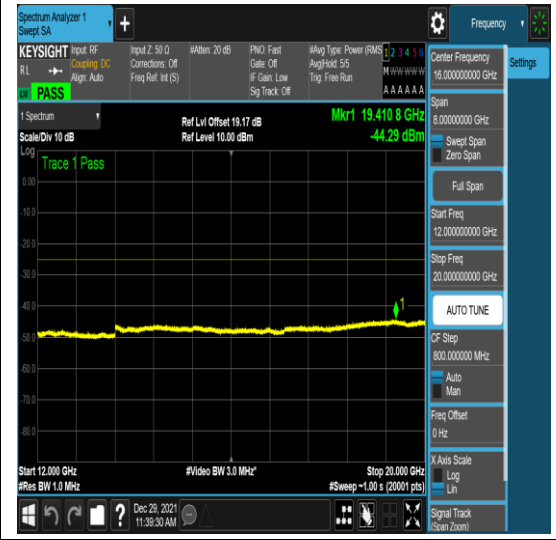 Spectrum Analyzer 1
Swept SA
Frequency
KEYSIGHT
Input: RF
Input Z: 50 Ω
#Atten: 20 dB
PNO: Fast
#Avg Type: Power (RMS
1 2 3 4 5 6
Coupling: DC
Corrections: Off
Gate: Off
Avg|Hold: 5/5
M W W W W W
R L
Align: Auto
Freq Ref: Int (S)
IF Gain: Low
Trig: Free Run
Sig Track: Off
A A A A A A
PASS
Center Frequency
16.000000000 GHz
Settings
Span
8.00000000 GHz
Swept Span
Zero Span
Full Span
Start Freq
12.000000000 GHz
Stop Freq
20.000000000 GHz
AUTO TUNE
CF Step
800.000000 MHz
Auto
Man
Freq Offset
0 Hz
X Axis Scale
Log
Lin
Signal Track
(Span Zoom)
1 Spectrum
Ref Lvl Offset 19.17 dB
Mkr1 19.410 8 GHz
Scale/Div 10 dB
Ref Level 10.00 dBm
-44.29 dBm
Log
Trace 1 Pass
0.00
-10.0
-20.0
-30.0
-40.0
-50.0
-60.0
-70.0
-80.0
1
Start 12.000 GHz
#Video BW 3.0 MHz*
Stop 20.000 GHz
#Res BW 1.0 MHz
#Sweep ~1.00 s (20001 pts)
?
Dec 29, 2021
11:39:30 AM